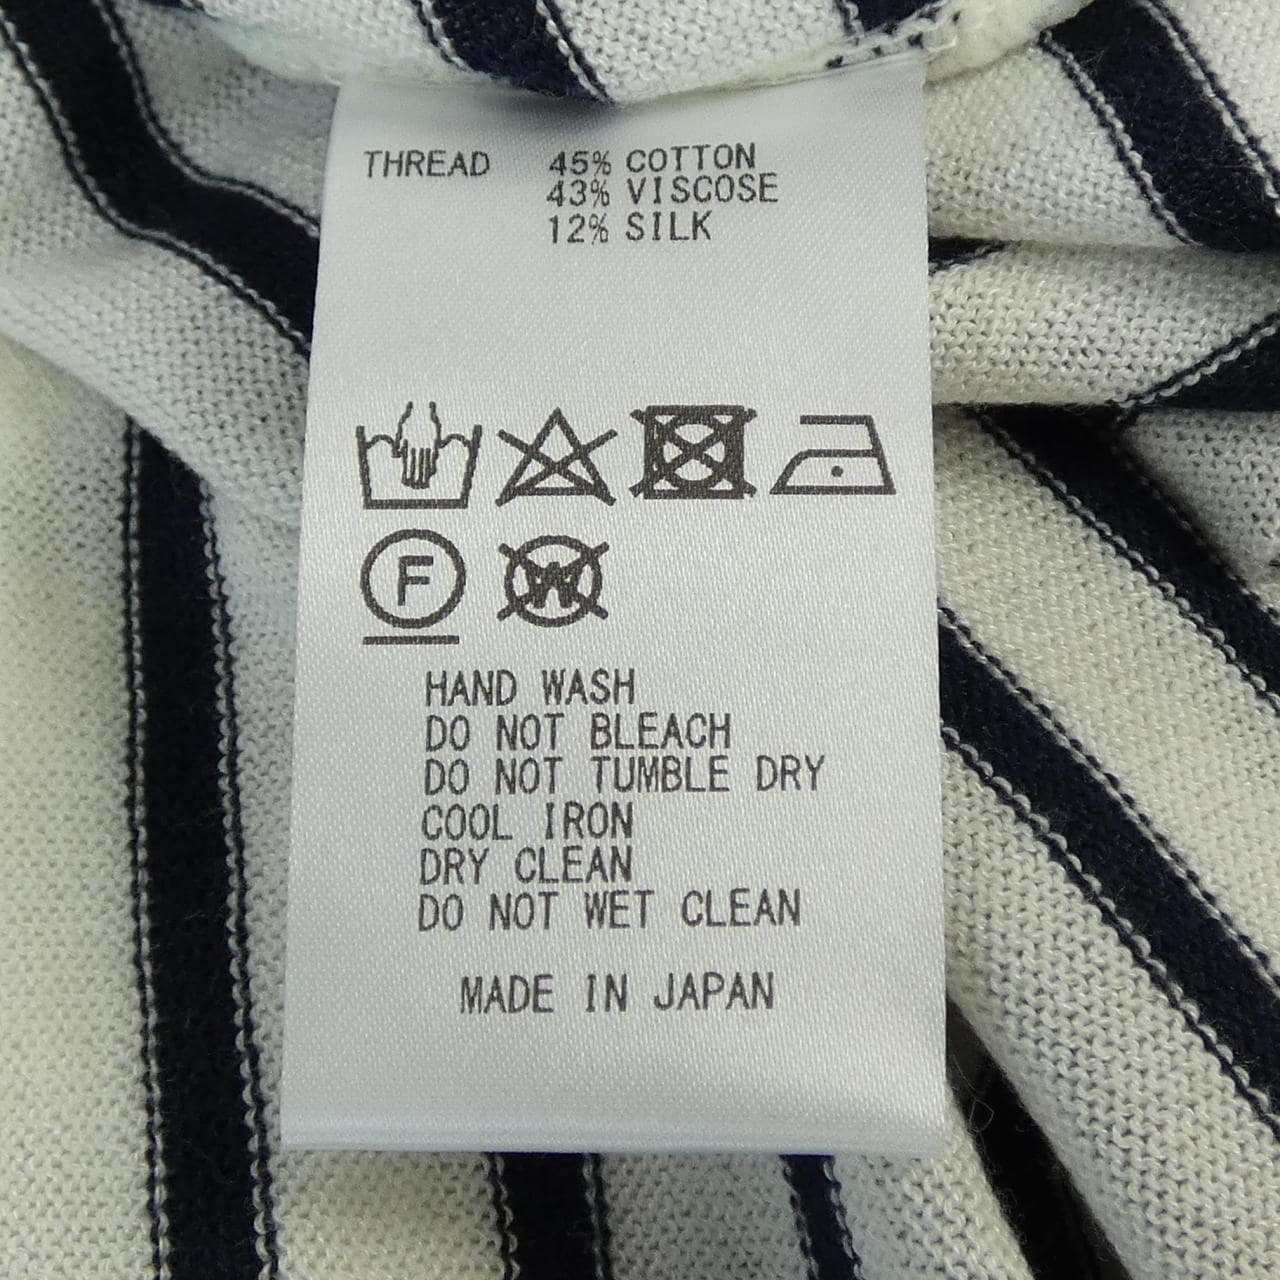 THREAD 45% COTTON
43% VISCOSE
12% SILK
F W
HAND WASH
DO NOT BLEACH
DO NOT TUMBLE DRY
COOL IRON
DRY CLEAN
DO NOT WET CLEAN
MADE IN JAPAN